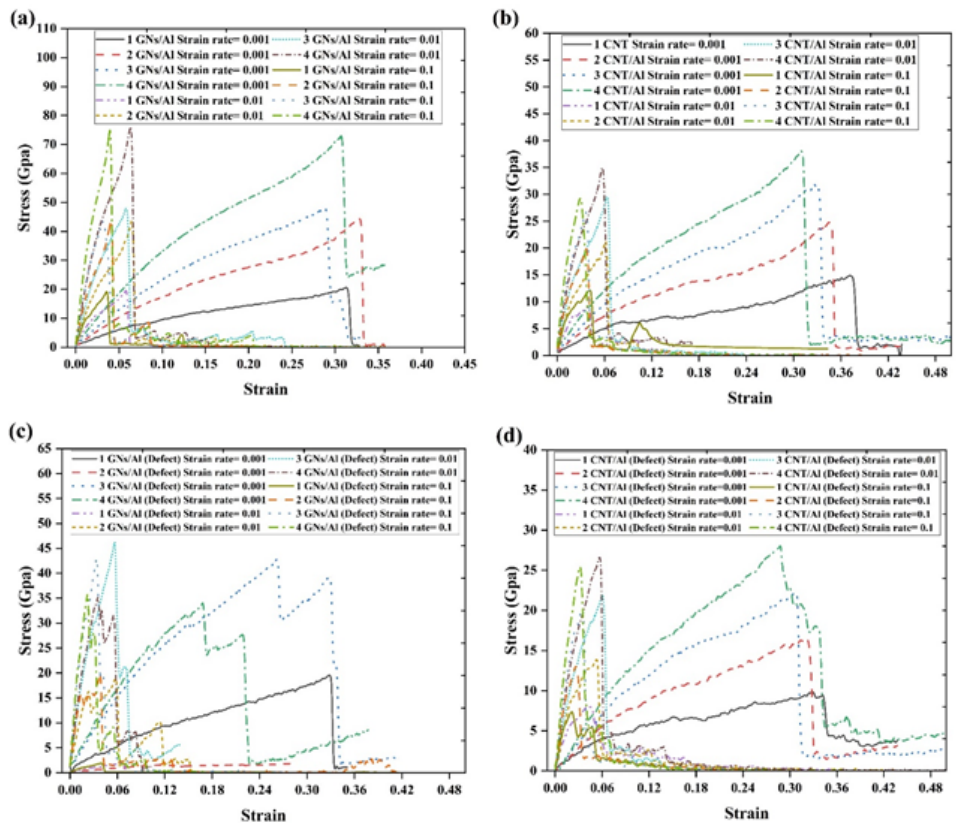 (a)
110
100
90
80
70
60
50
40
30
20
10
0
Stress (Gpa)
1 GNs/Al Strain rate= 0.001
2 GNs/Al Strain rate= 0.001
3 GNs/Al Strain rate= 0.001
4 GNs/Al Strain rate= 0.001
1 GNs/Al Strain rate= 0.01
2 GNs/Al Strain rate= 0.01
3 GNs/Al Strain rate= 0.01
4 GNs/Al Strain rate= 0.01
1 GNs/Al Strain rate= 0.1
2 GNs/Al Strain rate= 0.1
3 GNs/Al Strain rate= 0.1
4 GNs/Al Strain rate= 0.1
0.00 0.05 0.10 0.15 0.20 0.25 0.30 0.35 0.40 0.45
Strain
(b)
60
55
50
45
40
35
30
25
20
15
10
5
0
Stress (Gpa)
1 CNT Strain rate= 0.001
2 CNT/Al Strain rate= 0.001
3 CNT/Al Strain rate= 0.001
4 CNT/Al Strain rate= 0.001
1 CNT/Al Strain rate= 0.01
2 CNT/Al Strain rate= 0.01
3 CNT/Al Strain rate= 0.01
4 CNT/Al Strain rate= 0.01
1 CNT/Al Strain rate= 0.1
2 CNT/Al Strain rate= 0.1
3 CNT/Al Strain rate= 0.1
4 CNT/Al Strain rate= 0.1
0.00 0.06 0.12 0.18 0.24 0.30 0.36 0.42 0.48
Strain
(c)
65
60
55
50
45
40
35
30
25
20
15
10
5
0
Stress (Gpa)
1 GNs/Al (Defect) Strain rate= 0.001
2 GNs/Al (Defect) Strain rate= 0.001
3 GNs/Al (Defect) Strain rate= 0.001
4 GNs/Al (Defect) Strain rate= 0.001
1 GNs/Al (Defect) Strain rate= 0.01
2 GNs/Al (Defect) Strain rate= 0.01
3 GNs/Al (Defect) Strain rate= 0.01
4 GNs/Al (Defect) Strain rate= 0.01
1 GNs/Al (Defect) Strain rate= 0.1
2 GNs/Al (Defect) Strain rate= 0.1
3 GNs/Al (Defect) Strain rate= 0.1
4 GNs/Al (Defect) Strain rate= 0.1
0.00 0.06 0.12 0.18 0.24 0.30 0.36 0.42 0.48
Strain
(d)
40
35
30
25
20
15
10
5
0
Stress (Gpa)
1 CNT/Al (Defect) Strain rate=0.001
2 CNT/Al (Defect) Strain rate=0.001
3 CNT/Al (Defect) Strain rate=0.001
4 CNT/Al (Defect) Strain rate=0.001
1 CNT/Al (Defect) Strain rate=0.01
2 CNT/Al (Defect) Strain rate=0.01
3 CNT/Al (Defect) Strain rate=0.01
4 CNT/Al (Defect) Strain rate=0.01
1 CNT/Al (Defect) Strain rate=0.1
2 CNT/Al (Defect) Strain rate=0.1
3 CNT/Al (Defect) Strain rate=0.1
4 CNT/Al (Defect) Strain rate=0.1
0.00 0.06 0.12 0.18 0.24 0.30 0.36 0.42 0.48
Strain